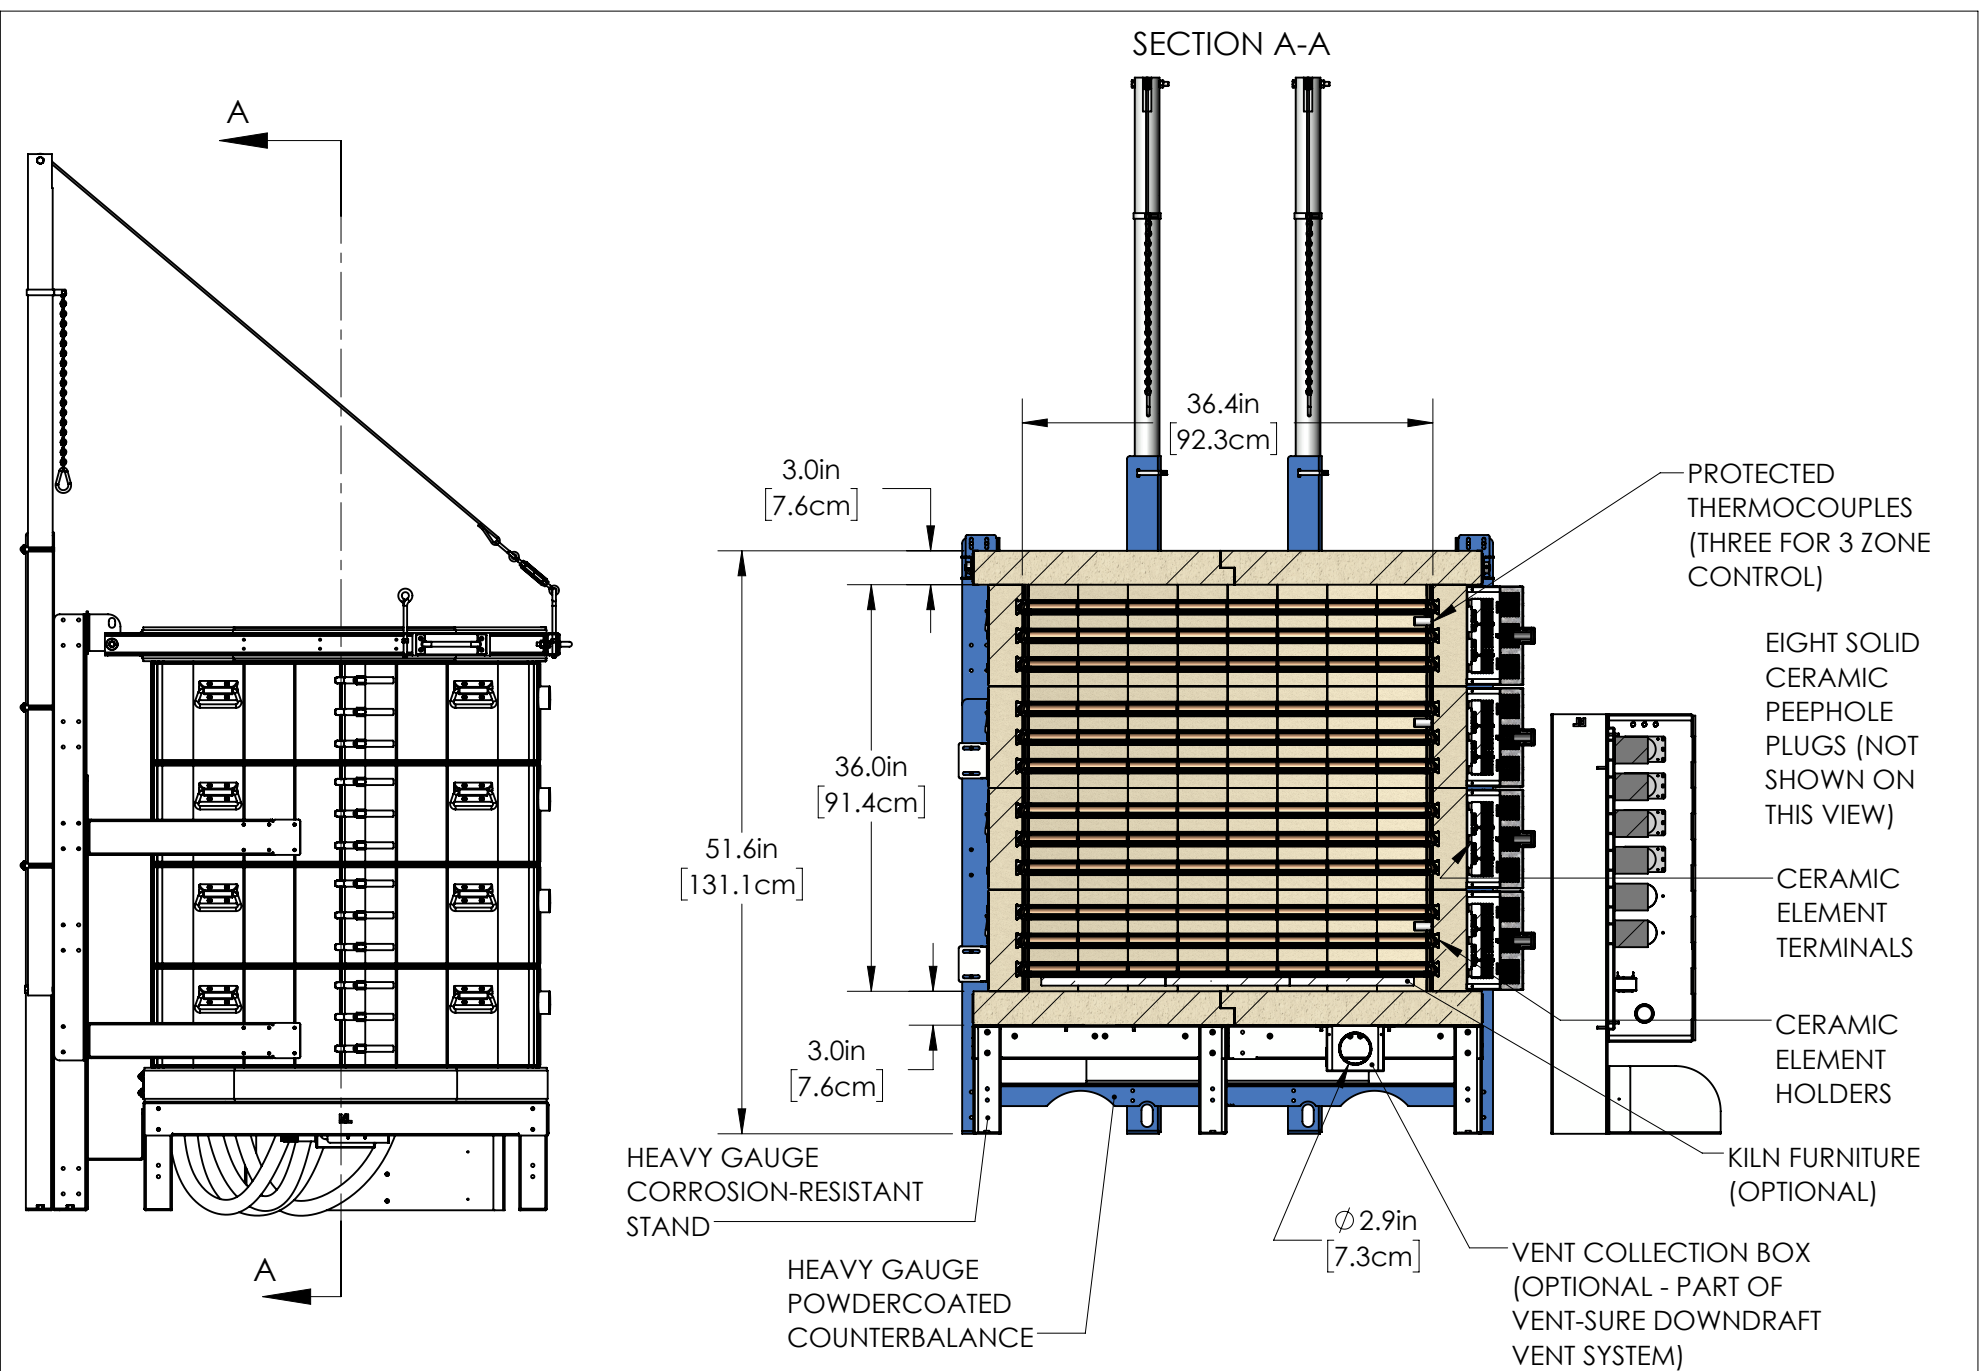 SECTION A-A
A
36.4in
[92.3cm]
3.0in
[7.6cm]
PROTECTED
THERMOCOUPLES
(THREE FOR 3 ZONE
CONTROL)
EIGHT SOLID
CERAMIC
PEEPHOLE
PLUGS (NOT
SHOWN ON
THIS VIEW)
36.0in
[91.4cm]
51.6in
[131.1cm]
CERAMIC
ELEMENT
TERMINALS
CERAMIC
ELEMENT
HOLDERS
3.0in
[7.6cm]
KILN FURNITURE
(OPTIONAL)
HEAVY GAUGE
CORROSION-RESISTANT
STAND
⌀2.9in
[7.3cm]
VENT COLLECTION BOX
(OPTIONAL - PART OF
VENT-SURE DOWNDRAFT
VENT SYSTEM)
HEAVY GAUGE
POWDERCOATED
COUNTERBALANCE
A